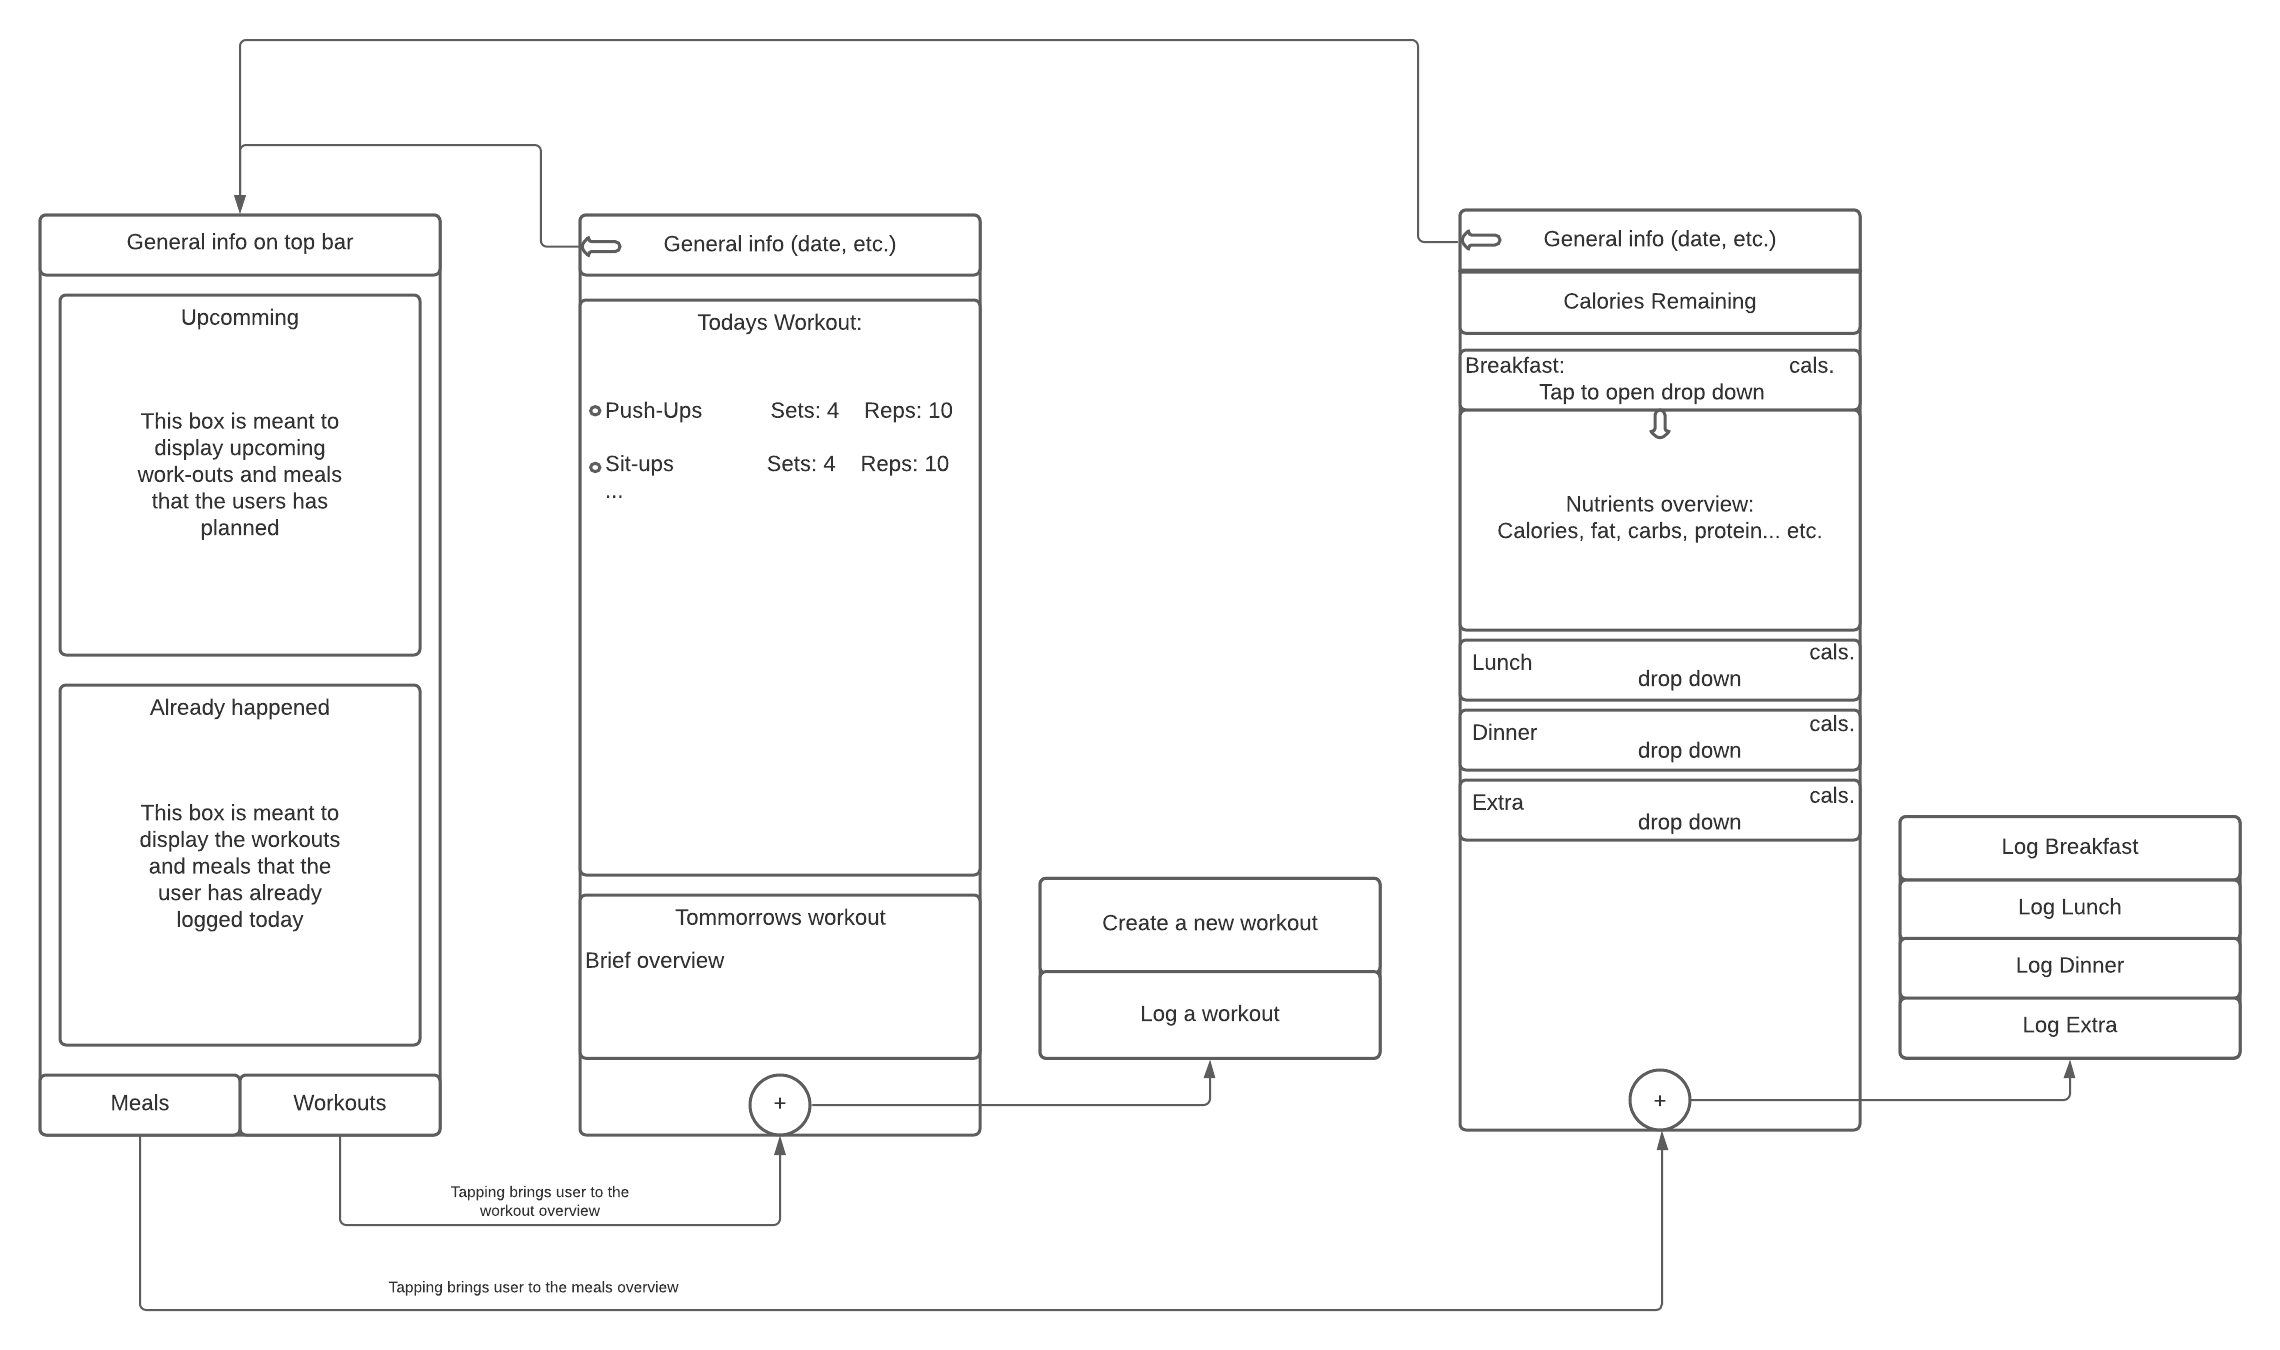 General info on top bar
Upcomming
This box is meant to
display upcoming
work-outs and meals
that the users has
planned
Already happened
This box is meant to
display the workouts
and meals that the
user has already
logged today
Meals
Workouts
General info (date, etc.)
Todays Workout:
Push-Ups Sets: 4 Reps: 10
Sit-ups Sets: 4 Reps: 10
...
Tommorrows workout
Brief overview
+
Create a new workout
Log a workout
General info (date, etc.)
Calories Remaining
Breakfast: cals.
Tap to open drop down
Nutrients overview:
Calories, fat, carbs, protein... etc.
Lunch cals.
drop down
Dinner cals.
drop down
Extra cals.
drop down
+
Log Breakfast
Log Lunch
Log Dinner
Log Extra
Tapping brings user to the
workout overview
Tapping brings user to the meals overview